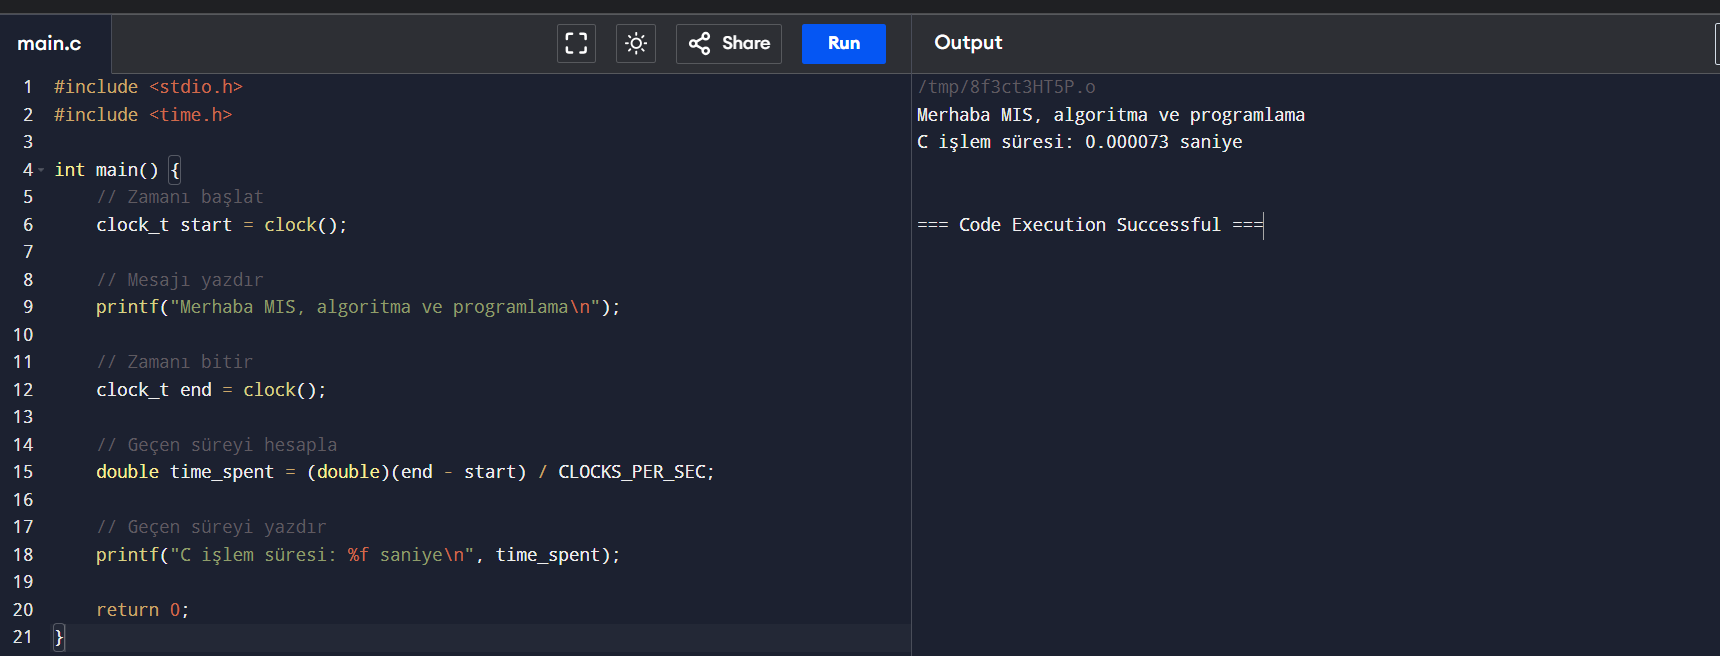 main.c
Share
Run
Output
1 #include <stdio.h>
2 #include <time.h>
3
4 int main() {
5 // Zamanı başlat
6 clock_t start = clock();
7
8 // Mesajı yazdır
9 printf("Merhaba MIS, algoritma ve programlama\n");
10
11 // Zamanı bitir
12 clock_t end = clock();
13
14 // Geçen süreyi hesapla
15 double time_spent = (double)(end - start) / CLOCKS_PER_SEC;
16
17 // Geçen süreyi yazdır
18 printf("C işlem süresi: %f saniye\n", time_spent);
19
20 return 0;
21 }
/tmp/8f3ct3HT5P.o
Merhaba MIS, algoritma ve programlama
C işlem süresi: 0.000073 saniye
=== Code Execution Successful ===